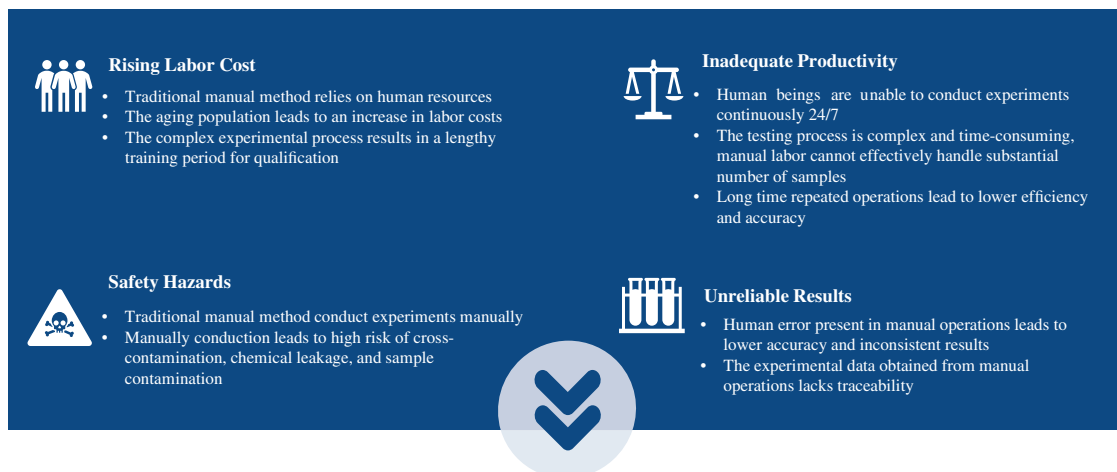 Rising Labor Cost
• Traditional manual method relies on human resources
• The aging population leads to an increase in labor costs
• The complex experimental process results in a lengthy
training period for qualification
Inadequate Productivity
• Human beings are unable to conduct experiments
continuously 24/7
• The testing process is complex and time-consuming,
manual labor cannot effectively handle substantial
number of samples
• Long time repeated operations lead to lower efficiency
and accuracy
Safety Hazards
• Traditional manual method conduct experiments manually
• Manually conduction leads to high risk of cross-
contamination, chemical leakage, and sample
contamination
Unreliable Results
• Human error present in manual operations leads to
lower accuracy and inconsistent results
• The experimental data obtained from manual
operations lacks traceability